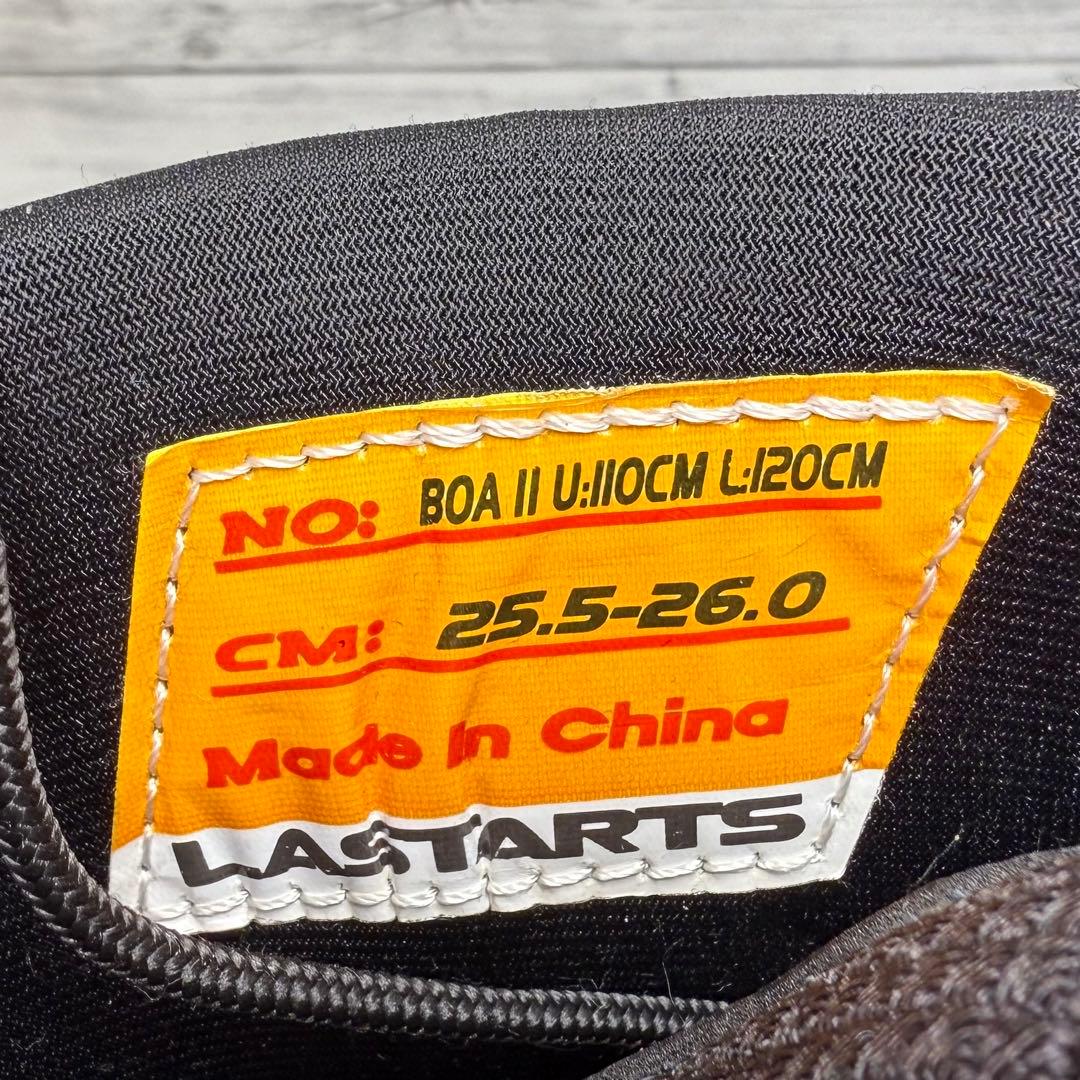 NO: BOA II U:110CM L:120CM
CM: 25.5-26.0
Made In China
LASTARTS